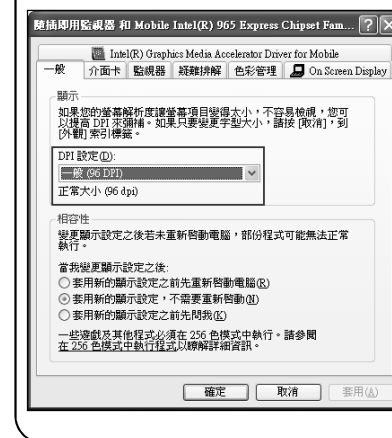 隨插即用監視器 和 Mobile Intel(R) 965 Express Chipset Fam...
Intel(R) Graphics Media Accelerator Driver for Mobile
一般 介面卡 監視器 疑難排解 色彩管理 On Screen Display
顯示
如果您的螢幕解析度讓螢幕項目變得太小，不容易檢視，您可
以提高 DPI 來彌補。如果只要變更字型大小，請按 [取消]，到
[外觀] 索引標籤。
DPI 設定(D):
一般 (96 DPI)
正常大小 (96 dpi)
相容性
變更顯示設定之後若未重新啓動電腦，部份程式可能無法正常
執行。
當我變更顯示設定之後:
套用新的顯示設定之前先重新啓動電腦(R)
套用新的顯示設定，不需要重新啓動(N)
套用新的顯示設定之前先問我(K)
一些遊戲及其他程式必須在 256 色模式中執行。請參閱
在 256 色模式中執行程式以瞭解詳細資訊。
確定 取消 套用(A)